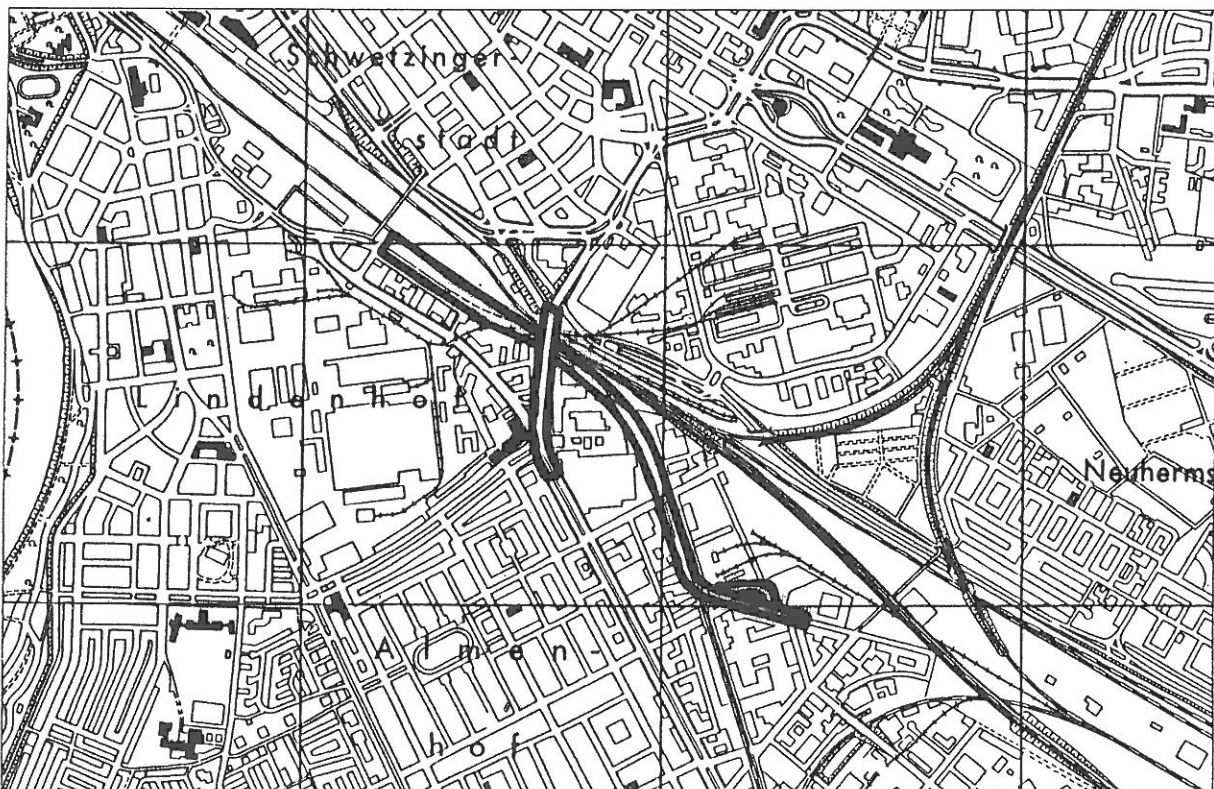 Schwetzinger-
stadt
Lindenhof
Neuherms
Almen-
hof